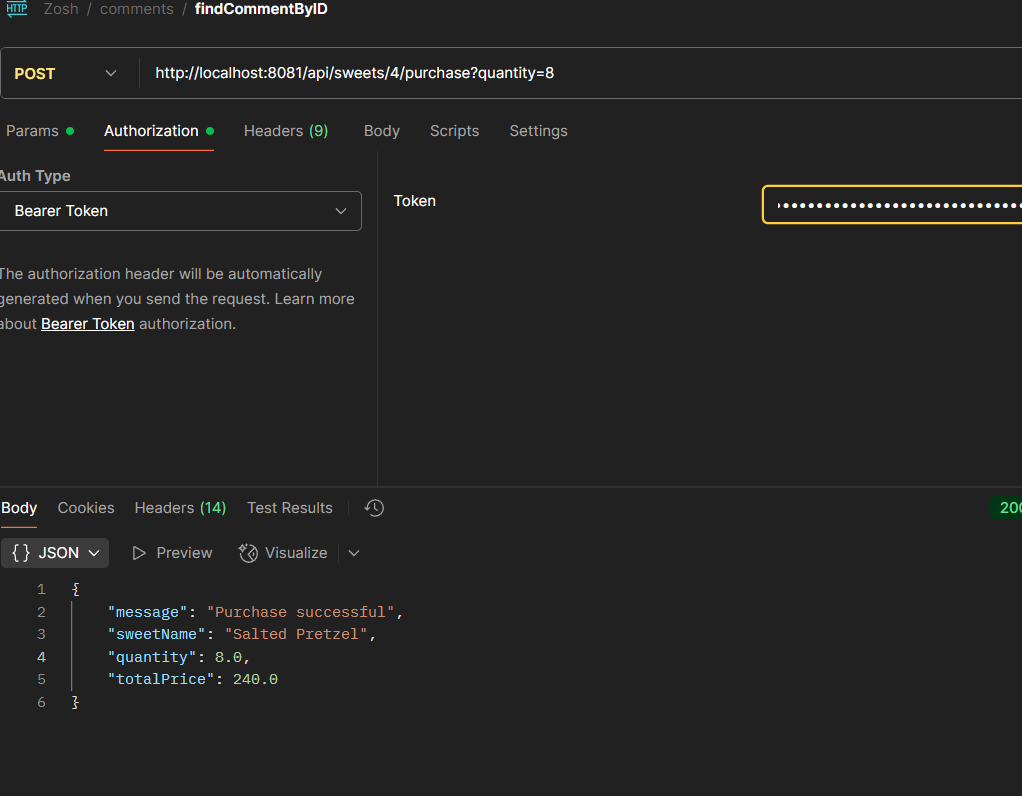 HTTP Zosh / comments / findCommentByID
POST http://localhost:8081/api/sweets/4/purchase?quantity=8
Params Authorization Headers (9) Body Scripts Settings
Auth Type
Bearer Token
Token
The authorization header will be automatically
generated when you send the request. Learn more
about Bearer Token authorization.
Body Cookies Headers (14) Test Results
200
{} JSON Preview Visualize
1 {
2 "message": "Purchase successful",
3 "sweetName": "Salted Pretzel",
4 "quantity": 8.0,
5 "totalPrice": 240.0
6 }